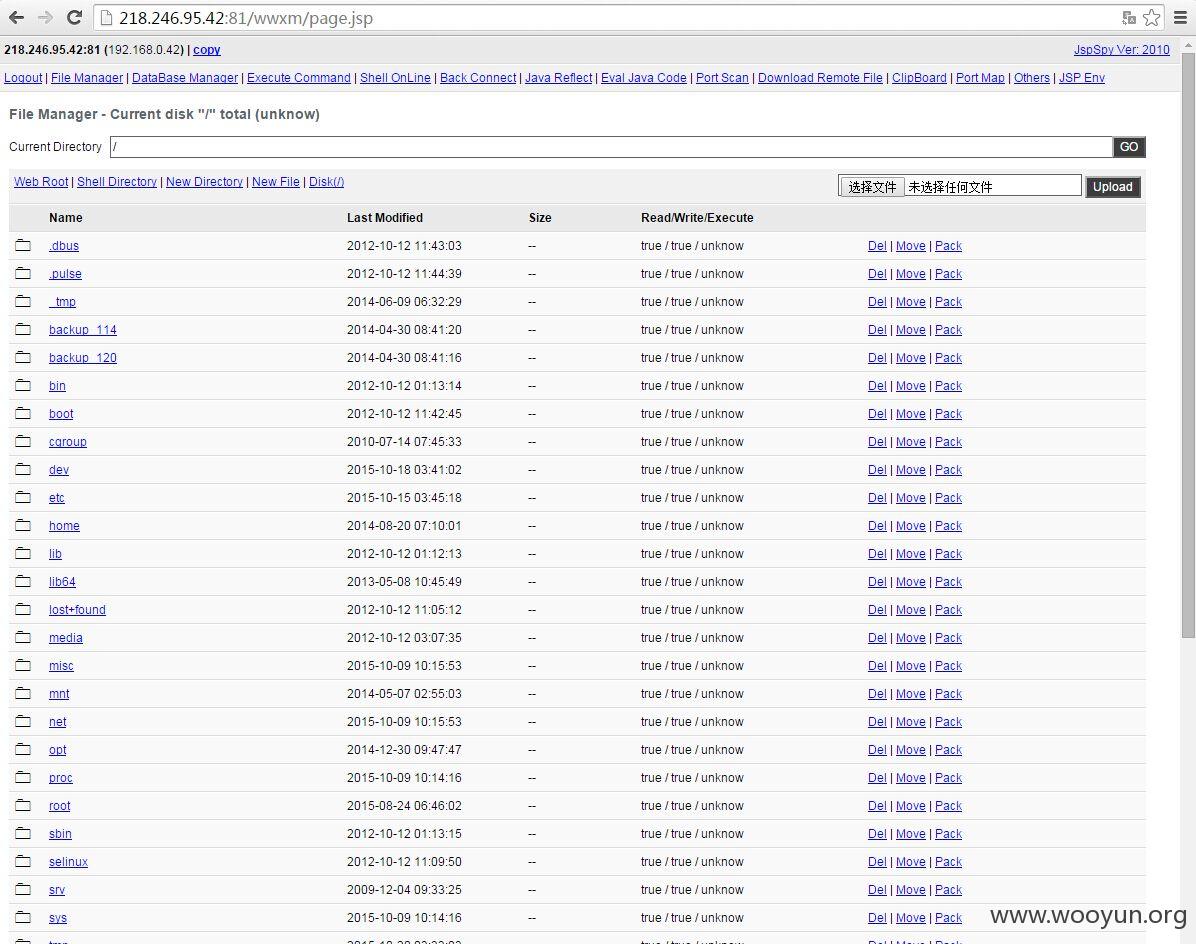 218.246.95.42:81/wwxm/page.jsp
218.246.95.42:81 (192.168.0.42) | copy JspSpy Ver: 2010
Logout | File Manager | DataBase Manager | Execute Command | Shell OnLine | Back Connect | Java Reflect | Eval Java Code | Port Scan | Download Remote File | ClipBoard | Port Map | Others | JSP Env
File Manager - Current disk "/" total (unknow)
Current Directory / GO
Web Root | Shell Directory | New Directory | New File | Disk(/) 选择文件 未选择任何文件 Upload
Name Last Modified Size Read/Write/Execute
.dbus 2012-10-12 11:43:03 -- true / true / unknow Del | Move | Pack
.pulse 2012-10-12 11:44:39 -- true / true / unknow Del | Move | Pack
_tmp 2014-06-09 06:32:29 -- true / true / unknow Del | Move | Pack
backup_114 2014-04-30 08:41:20 -- true / true / unknow Del | Move | Pack
backup_120 2014-04-30 08:41:16 -- true / true / unknow Del | Move | Pack
bin 2012-10-12 01:13:14 -- true / true / unknow Del | Move | Pack
boot 2012-10-12 11:42:45 -- true / true / unknow Del | Move | Pack
cgroup 2010-07-14 07:45:33 -- true / true / unknow Del | Move | Pack
dev 2015-10-18 03:41:02 -- true / true / unknow Del | Move | Pack
etc 2015-10-15 03:45:18 -- true / true / unknow Del | Move | Pack
home 2014-08-20 07:10:01 -- true / true / unknow Del | Move | Pack
lib 2012-10-12 01:12:13 -- true / true / unknow Del | Move | Pack
lib64 2013-05-08 10:45:49 -- true / true / unknow Del | Move | Pack
lost+found 2012-10-12 11:05:12 -- true / true / unknow Del | Move | Pack
media 2012-10-12 03:07:35 -- true / true / unknow Del | Move | Pack
misc 2015-10-09 10:15:53 -- true / true / unknow Del | Move | Pack
mnt 2014-05-07 02:55:03 -- true / true / unknow Del | Move | Pack
net 2015-10-09 10:15:53 -- true / true / unknow Del | Move | Pack
opt 2014-12-30 09:47:47 -- true / true / unknow Del | Move | Pack
proc 2015-10-09 10:14:16 -- true / true / unknow Del | Move | Pack
root 2015-08-24 06:46:02 -- true / true / unknow Del | Move | Pack
sbin 2012-10-12 01:13:15 -- true / true / unknow Del | Move | Pack
selinux 2012-10-12 11:09:50 -- true / true / unknow Del | Move | Pack
srv 2009-12-04 09:33:25 -- true / true / unknow Del | Move | Pack
sys 2015-10-09 10:14:16 -- true / true / unknow Del | Move | Pack
www.wooyun.org